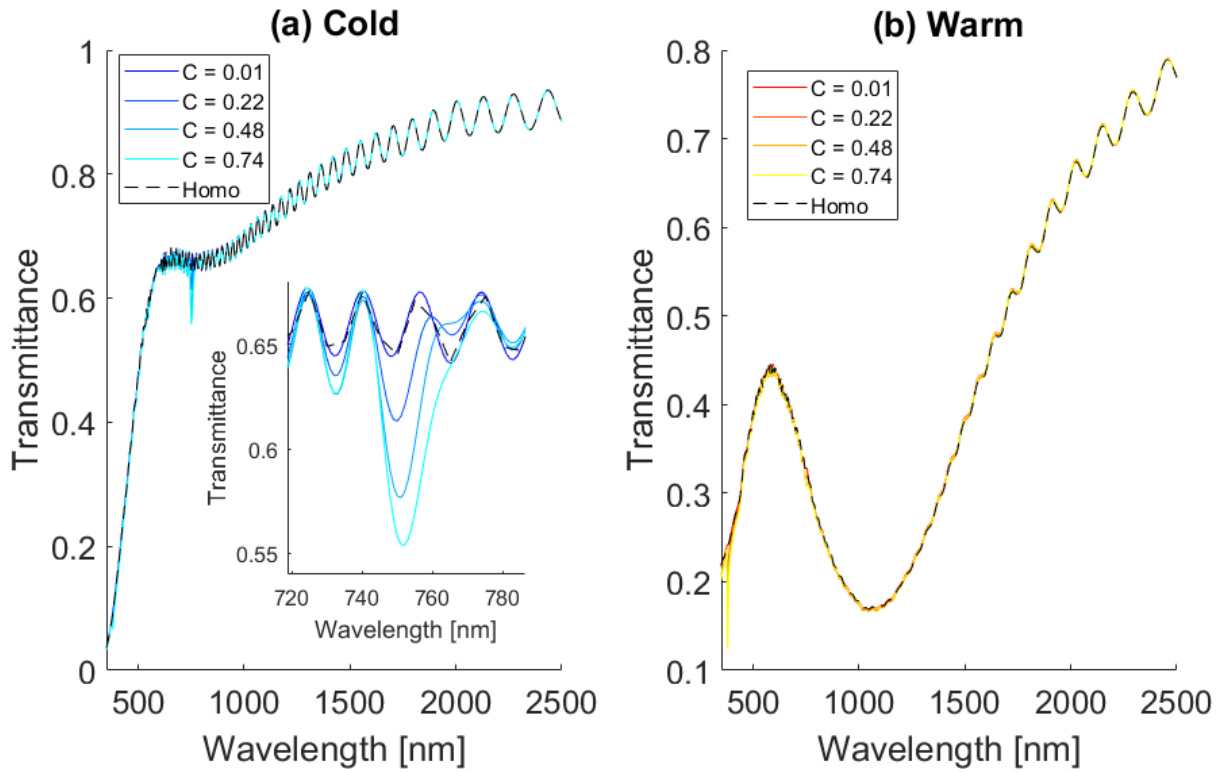 (a) Cold
1
0.8
0.6
0.4
0.2
0
Transmittance
C = 0.01
C = 0.22
C = 0.48
C = 0.74
Homo
0.65
0.6
0.55
Transmittance
720 740 760 780
Wavelength [nm]
500 1000 1500 2000 2500
Wavelength [nm]
(b) Warm
0.8
0.7
0.6
0.5
0.4
0.3
0.2
0.1
Transmittance
C = 0.01
C = 0.22
C = 0.48
C = 0.74
Homo
500 1000 1500 2000 2500
Wavelength [nm]